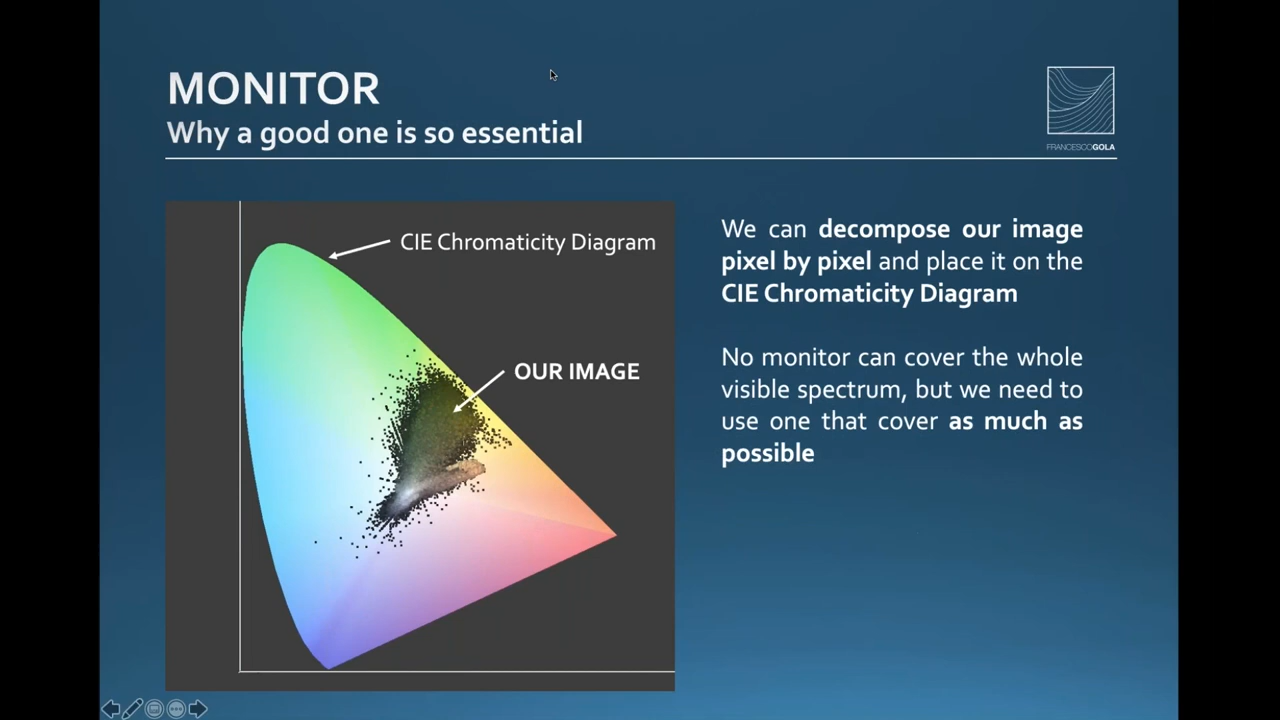 MONITOR
Why a good one is so essential
FRANCESCOGOLA
CIE Chromaticity Diagram
OUR IMAGE
We can decompose our image
pixel by pixel and place it on the
CIE Chromaticity Diagram
No monitor can cover the whole
visible spectrum, but we need to
use one that cover as much as
possible